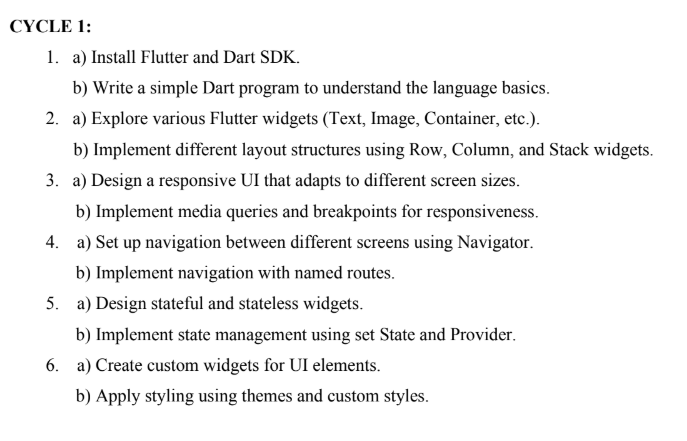 CYCLE 1:
1. a) Install Flutter and Dart SDK.
b) Write a simple Dart program to understand the language basics.
2. a) Explore various Flutter widgets (Text, Image, Container, etc.).
b) Implement different layout structures using Row, Column, and Stack widgets.
3. a) Design a responsive UI that adapts to different screen sizes.
b) Implement media queries and breakpoints for responsiveness.
4. a) Set up navigation between different screens using Navigator.
b) Implement navigation with named routes.
5. a) Design stateful and stateless widgets.
b) Implement state management using set State and Provider.
6. a) Create custom widgets for UI elements.
b) Apply styling using themes and custom styles.